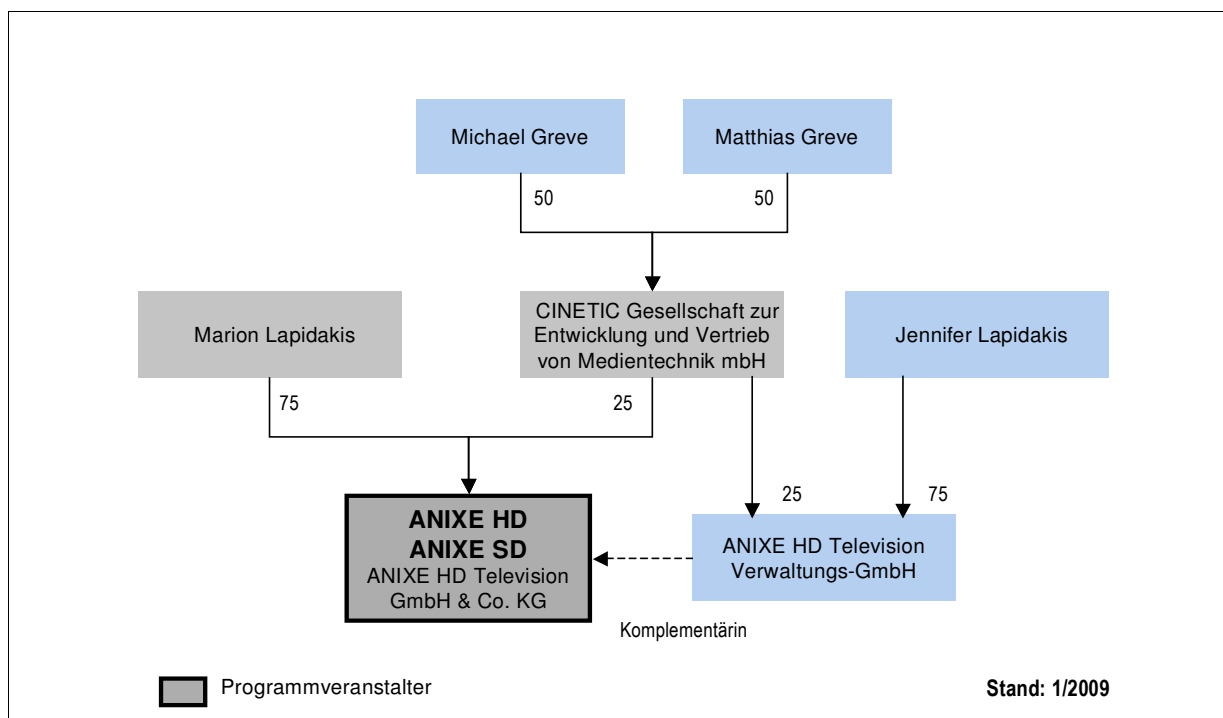 Michael Greve
Matthias Greve
50
50
Marion Lapidakis
CINETIC Gesellschaft zur
Entwicklung und Vertrieb
von Medientechnik mbH
Jennifer Lapidakis
75
25
25
75
ANIXE HD
ANIXE SD
ANIXE HD Television
GmbH & Co. KG
ANIXE HD Television
Verwaltungs-GmbH
Komplementärin
Programmveranstalter
Stand: 1/2009